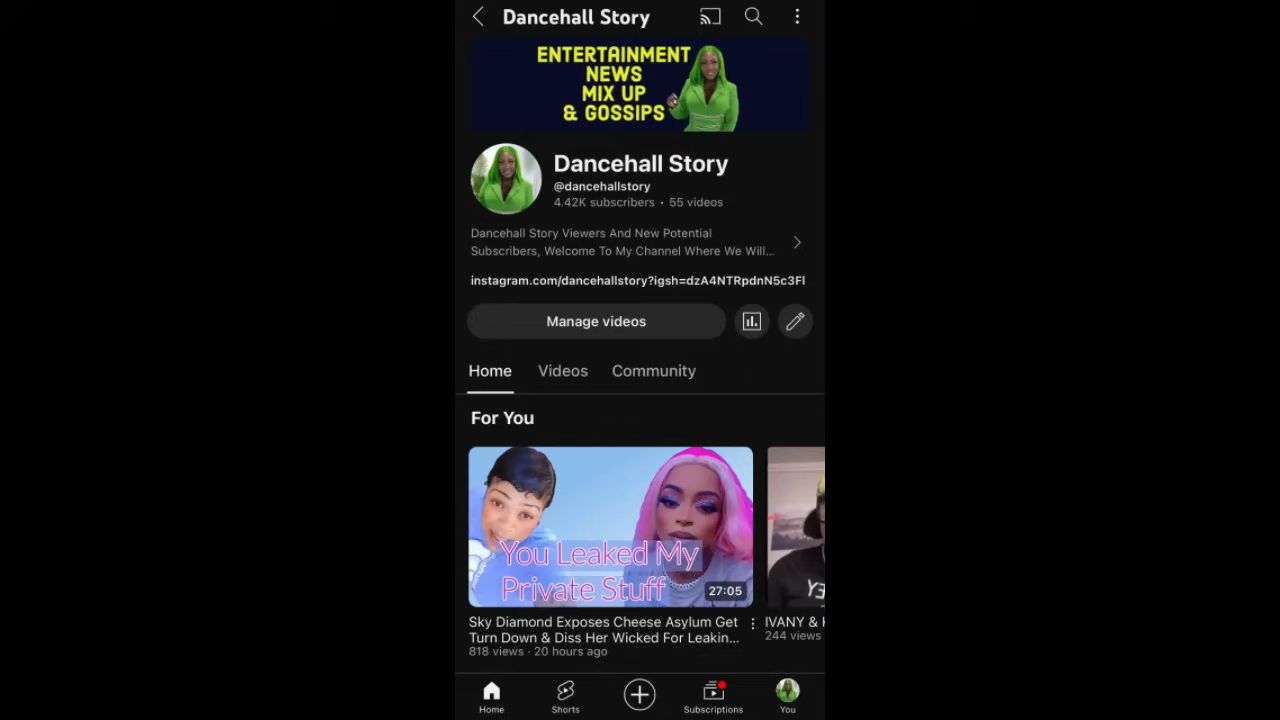 Dancehall Story
ENTERTAINMENT
NEWS
MIX UP
& GOSSIPS
Dancehall Story
@dancehallstory
4.42K subscribers • 55 videos
Dancehall Story Viewers And New Potential
Subscribers, Welcome To My Channel Where We Will...
instagram.com/dancehallstory?igsh=dzA4NTRpdnN5c3Fl
Manage videos
Home Videos Community
For You
You Leaked My
Private Stuff
27:05
Sky Diamond Exposes Cheese Asylum Get
Turn Down & Diss Her Wicked For Leakin...
818 views · 20 hours ago
IVANY &
244 views
Home Shorts Subscriptions You